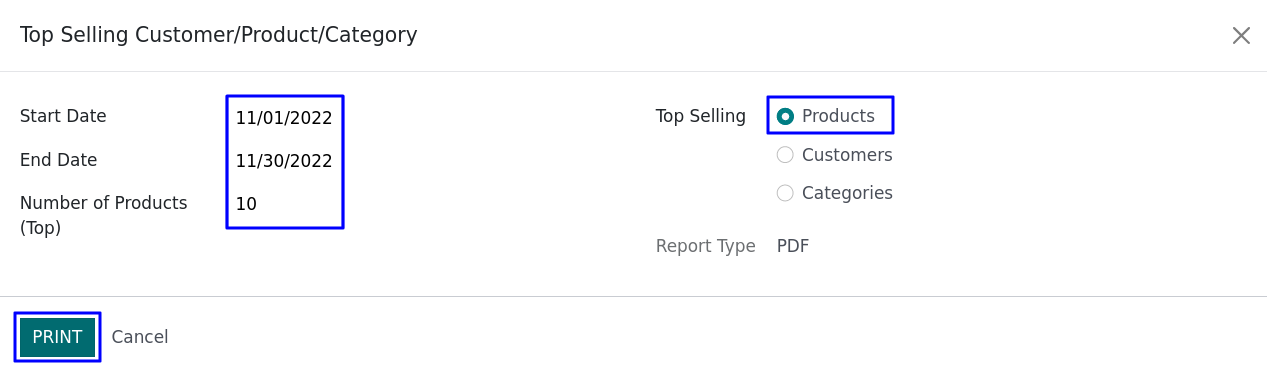 Top Selling Customer/Product/Category
Start Date 11/01/2022
End Date 11/30/2022
Number of Products 10
(Top)
Top Selling Products
Customers
Categories
Report Type PDF
PRINT Cancel